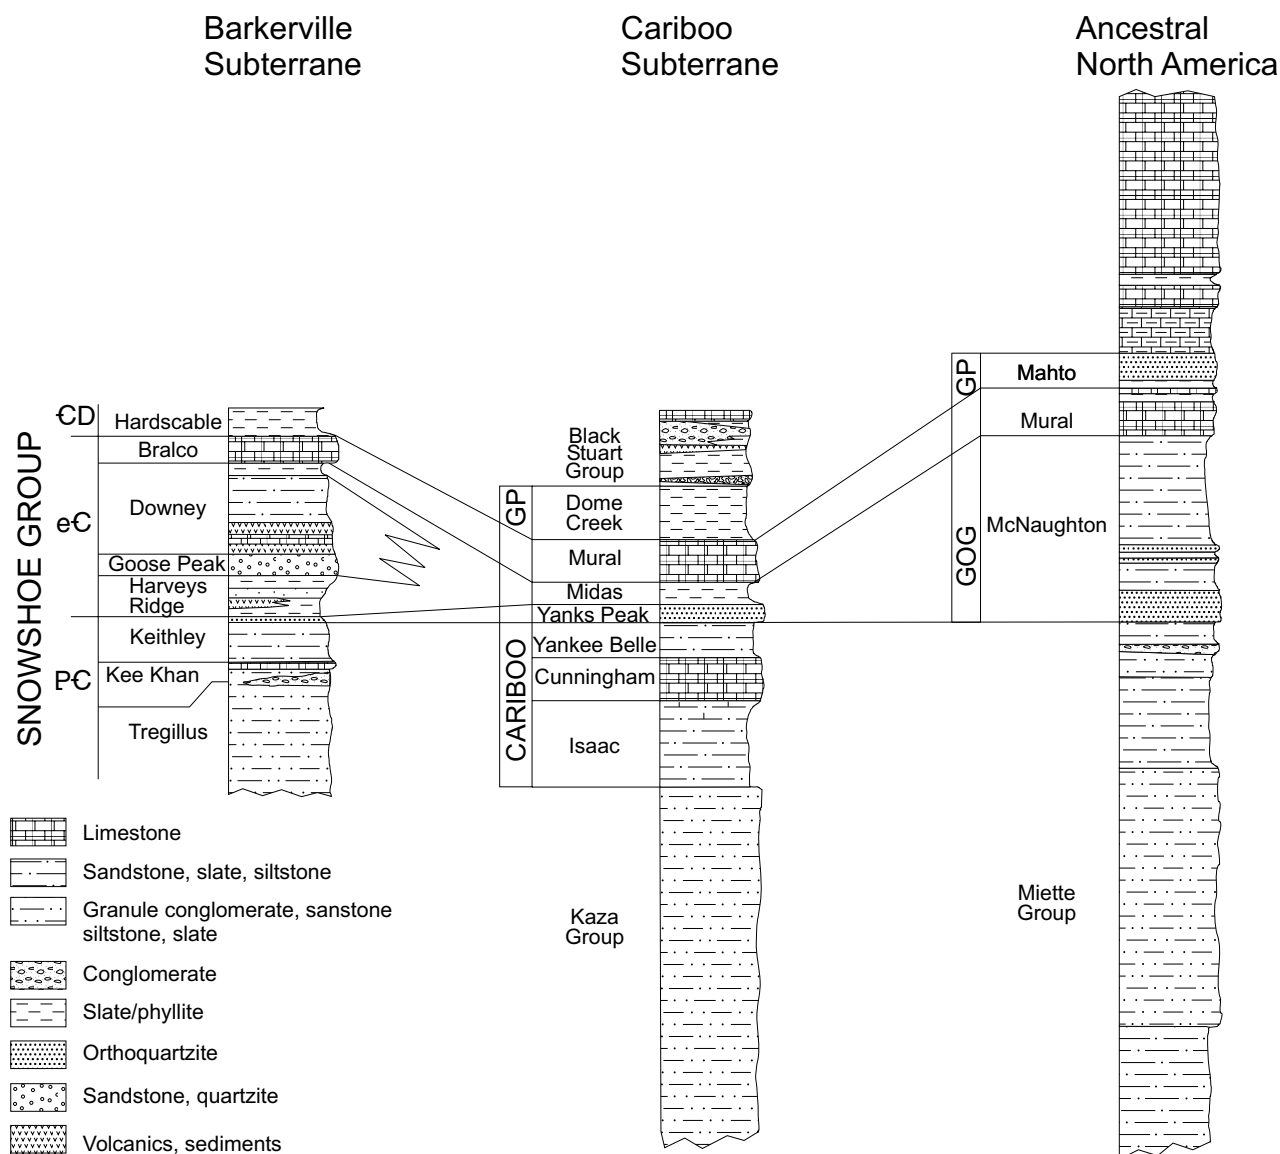 Barkerville
Subterrane
Cariboo
Subterrane
Ancestral
North America
SNOWSHOE GROUP
ЄD
eЄ
PЄ
Hardscable
Bralco
Downey
Goose Peak
Harveys
Ridge
Keithley
Kee Khan
Tregillus
Black
Stuart
Group
GP
CARIBOO
Dome
Creek
Mural
Midas
Yanks Peak
Yankee Belle
Cunningham
Isaac
Kaza
Group
GP
GOG
Mahto
Mural
McNaughton
Miette
Group
Limestone
Sandstone, slate, siltstone
Granule conglomerate, sanstone
siltstone, slate
Conglomerate
Slate/phyllite
Orthoquartzite
Sandstone, quartzite
Volcanics, sediments